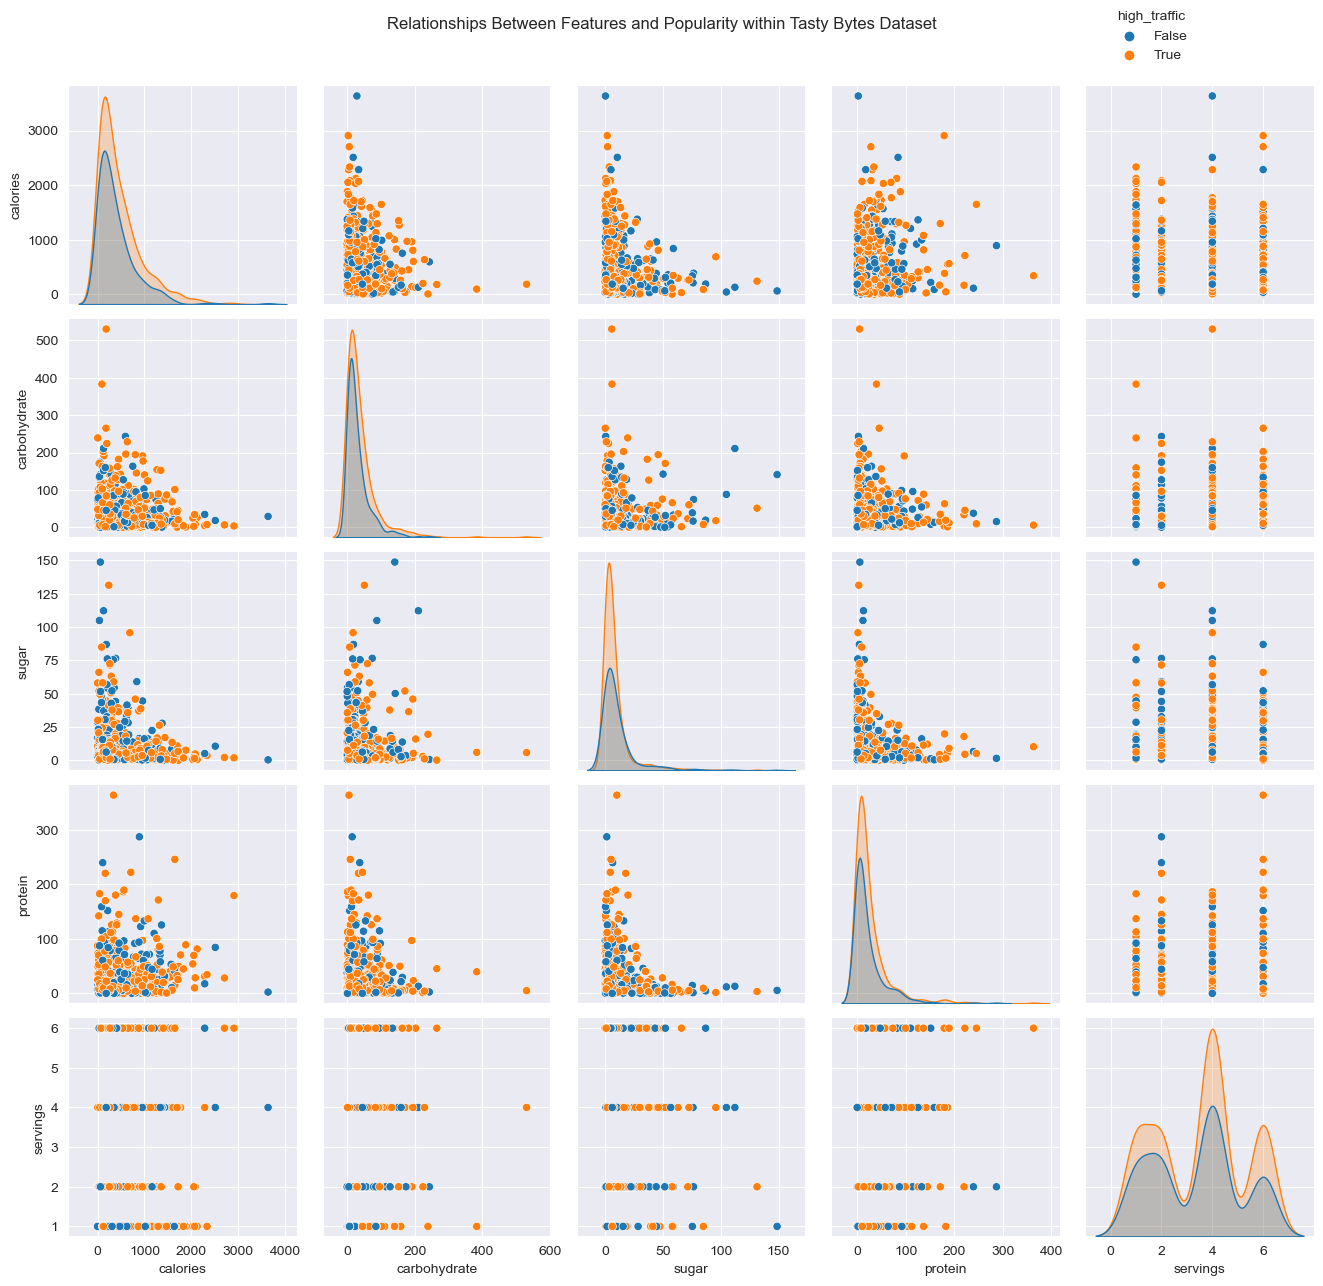 Relationships Between Features and Popularity within Tasty Bytes Dataset
high_traffic
False
True
calories
3000
2000
1000
0
carbohydrate
500
400
300
200
100
0
sugar
150
125
100
75
50
25
0
protein
300
200
100
0
servings
6
5
4
3
2
1
0 1000 2000 3000 4000
0 200 400 600
0 50 100 150
0 100 200 300 400
0 2 4 6
calories
carbohydrate
sugar
protein
servings